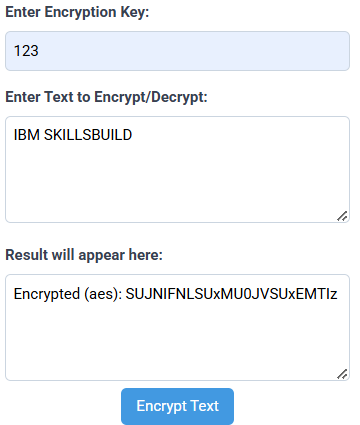 Enter Encryption Key:
123
Enter Text to Encrypt/Decrypt:
IBM SKILLSBUILD
Result will appear here:
Encrypted (aes): SUJNIFNLSUxMU0JVSUxEMTIz
Encrypt Text